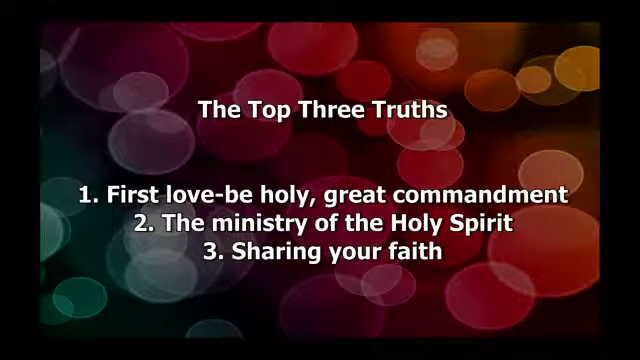 The Top Three Truths
1. First love-be holy, great commandment
2. The ministry of the Holy Spirit
3. Sharing your faith